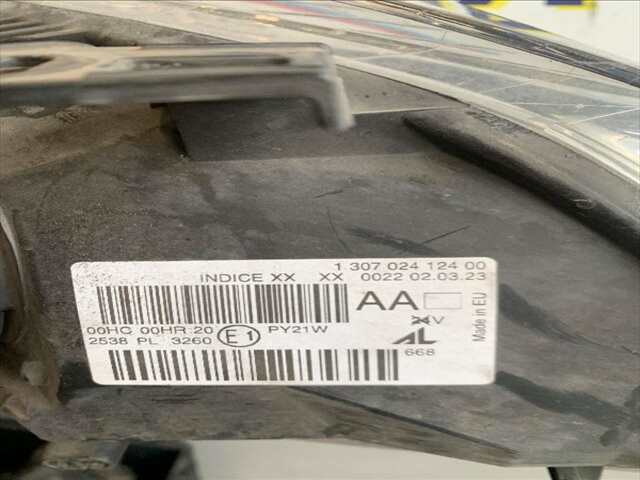 1 307 024 124 00
INDICE XX XX 0022 02.03.23
AA
24V
00HC 00HR 20 E1 PY21W
2538 PL 3260
AL
668
Made in EU